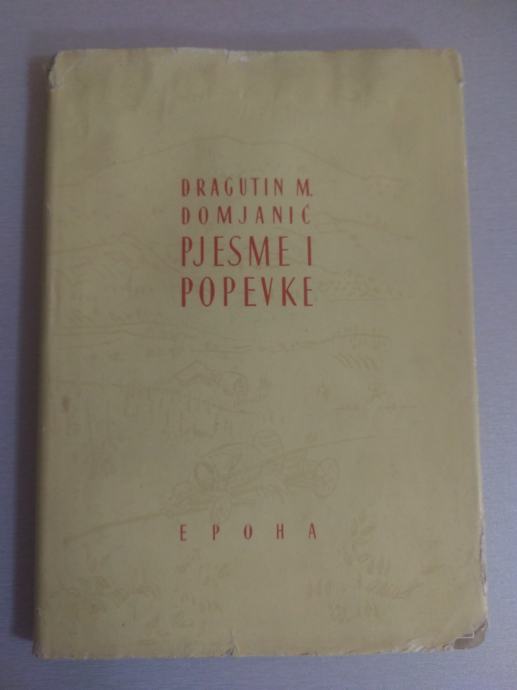 DRAGUTIN M.
DOMJANIĆ
PJESME I
POPEVKE
EPOHA